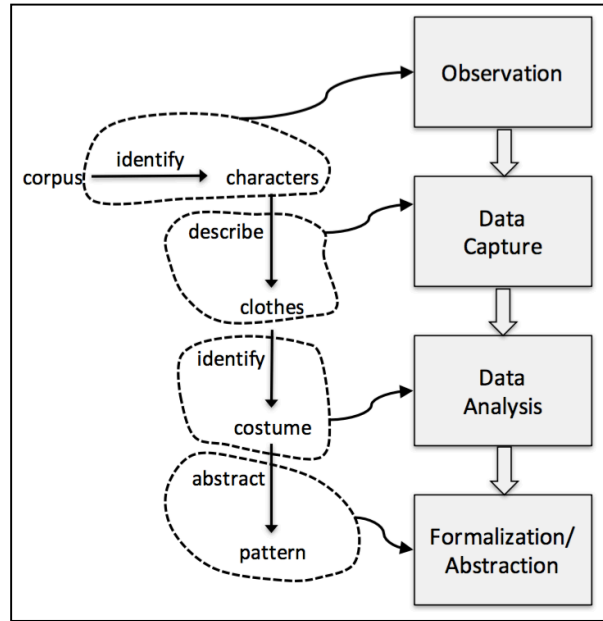 Observation
identify
corpus
characters
describe
Data
Capture
clothes
identify
Data
Analysis
costume
abstract
pattern
Formalization/
Abstraction